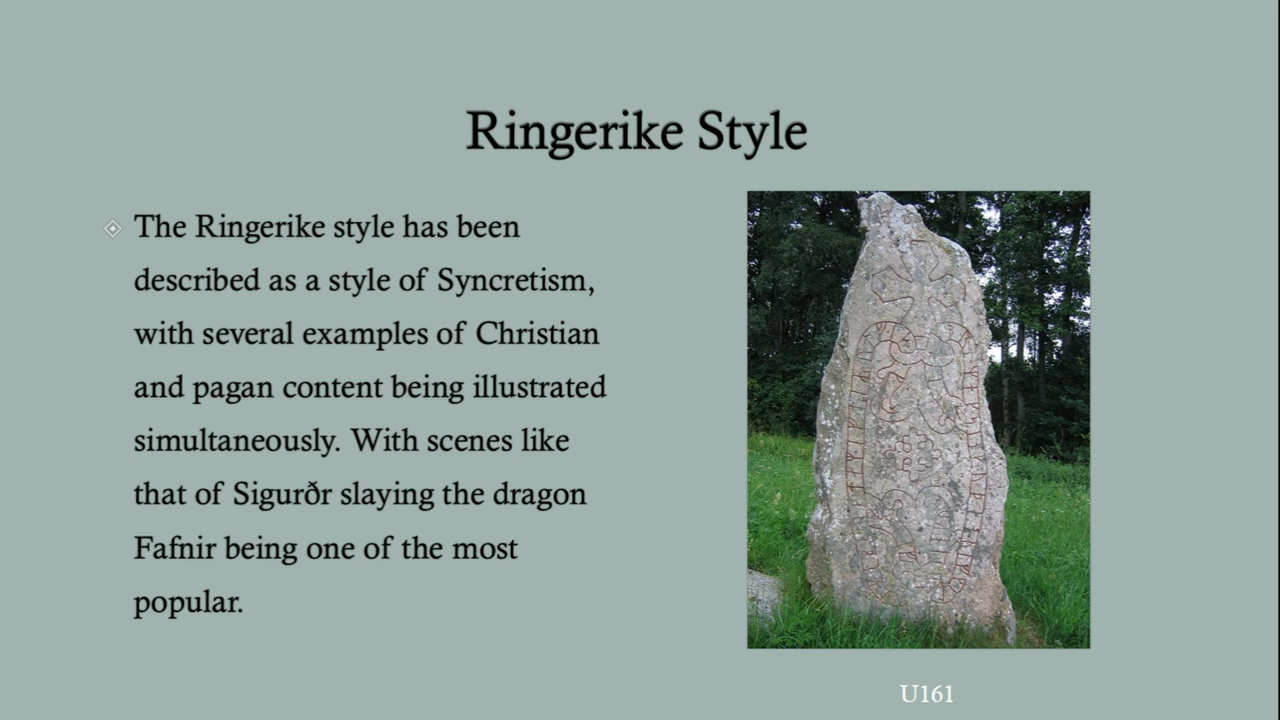 Ringerike Style
The Ringerike style has been
described as a style of Syncretism,
with several examples of Christian
and pagan content being illustrated
simultaneously. With scenes like
that of Sigurðr slaying the dragon
Fafnir being one of the most
popular.
U161